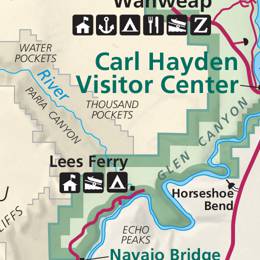 Wahweap
Carl Hayden
Visitor Center
WATER
POCKETS
River
PARIA CANYON
THOUSAND
POCKETS
GLEN CANYON
Lees Ferry
Horseshoe
Bend
ECHO
PEAKS
Navajo Bridge